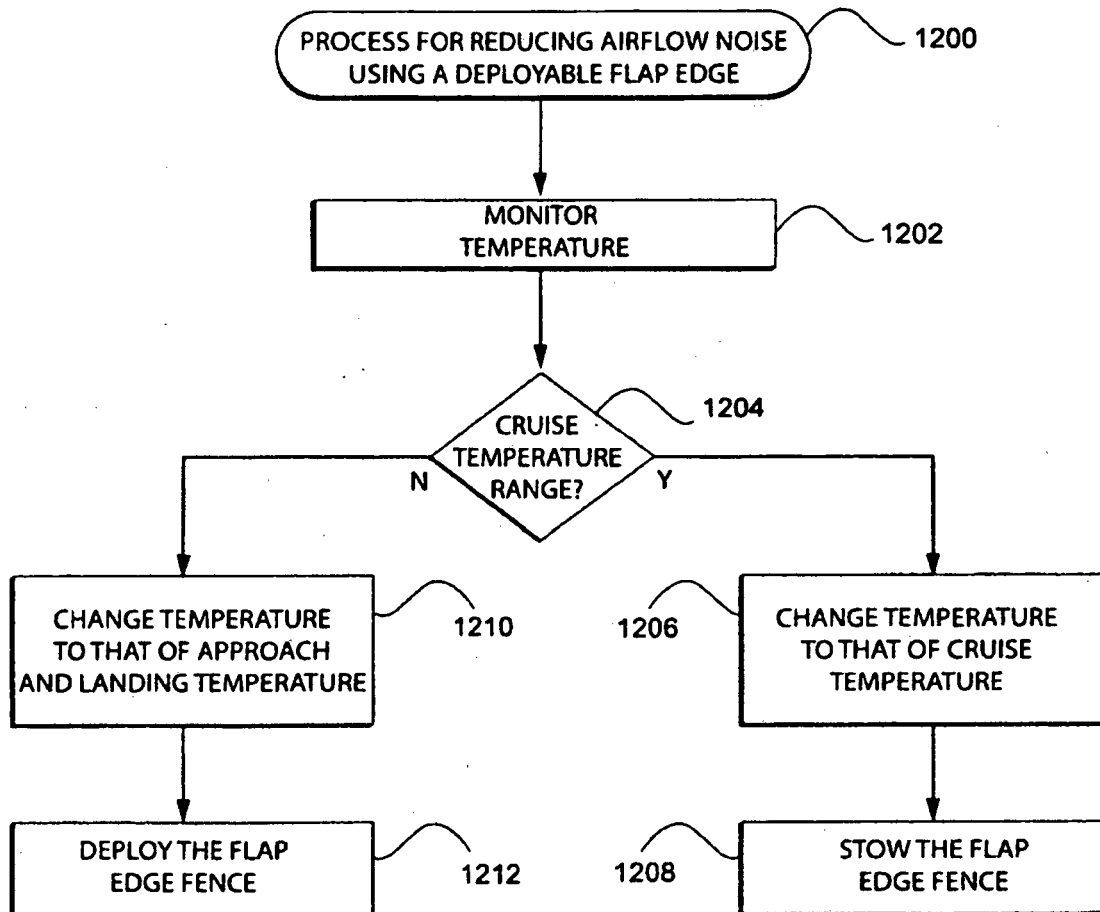 PROCESS FOR REDUCING AIRFLOW NOISE
USING A DEPLOYABLE FLAP EDGE
1200
MONITOR
TEMPERATURE
1202
1204
CRUISE
TEMPERATURE
RANGE?
N
Y
CHANGE TEMPERATURE
TO THAT OF APPROACH
AND LANDING TEMPERATURE
1210
1206
CHANGE TEMPERATURE
TO THAT OF CRUISE
TEMPERATURE
DEPLOY THE FLAP
EDGE FENCE
1212
1208
STOW THE FLAP
EDGE FENCE